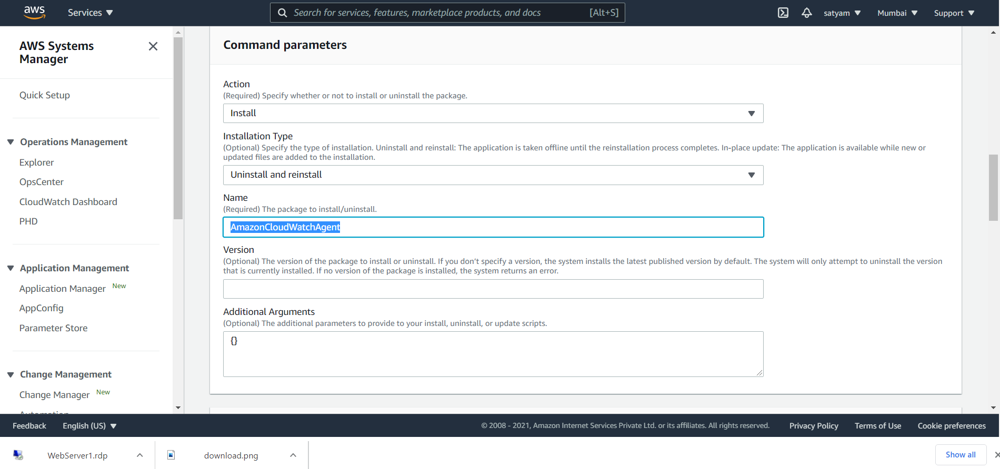 aws
Services
Search for services, features, marketplace products, and docs
[Alt+S]
satyam
Mumbai
Support
AWS Systems
Manager
Quick Setup
Operations Management
Explorer
OpsCenter
CloudWatch Dashboard
PHD
Application Management
Application Manager New
AppConfig
Parameter Store
Change Management
Change Manager New
Automation
Command parameters
Action
(Required) Specify whether or not to install or uninstall the package.
Install
Installation Type
(Optional) Specify the type of installation. Uninstall and reinstall: The application is taken offline until the reinstallation process completes. In-place update: The application is available while new or
updated files are added to the installation.
Uninstall and reinstall
Name
(Required) The package to install/uninstall.
AmazonCloudWatchAgent
Version
(Optional) The version of the package to install or uninstall. If you don’t specify a version, the system installs the latest published version by default. The system will only attempt to uninstall the version
that is currently installed. If no version of the package is installed, the system returns an error.
Additional Arguments
(Optional) The additional parameters to provide to your install, uninstall, or update scripts.
{}
Feedback
English (US)
© 2008 - 2021, Amazon Internet Services Private Ltd. or its affiliates. All rights reserved.
Privacy Policy
Terms of Use
Cookie preferences
WebServer1.rdp
download.png
Show all